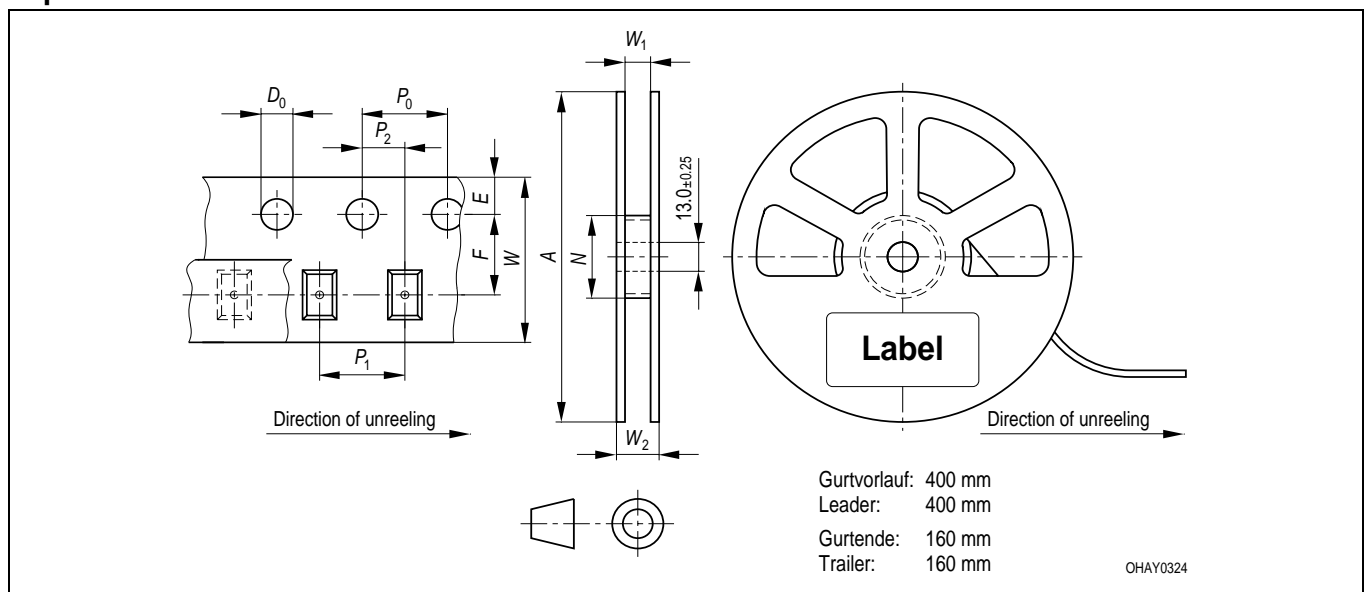 W₁
D₀
P₀
P₂
E
F
W
A
N
13.0±0.25
P₁
Label
Direction of unreeling
W₂
Direction of unreeling
Gurtvorlauf: 400 mm
Leader: 400 mm
Gurtende: 160 mm
Trailer: 160 mm
OHAY0324